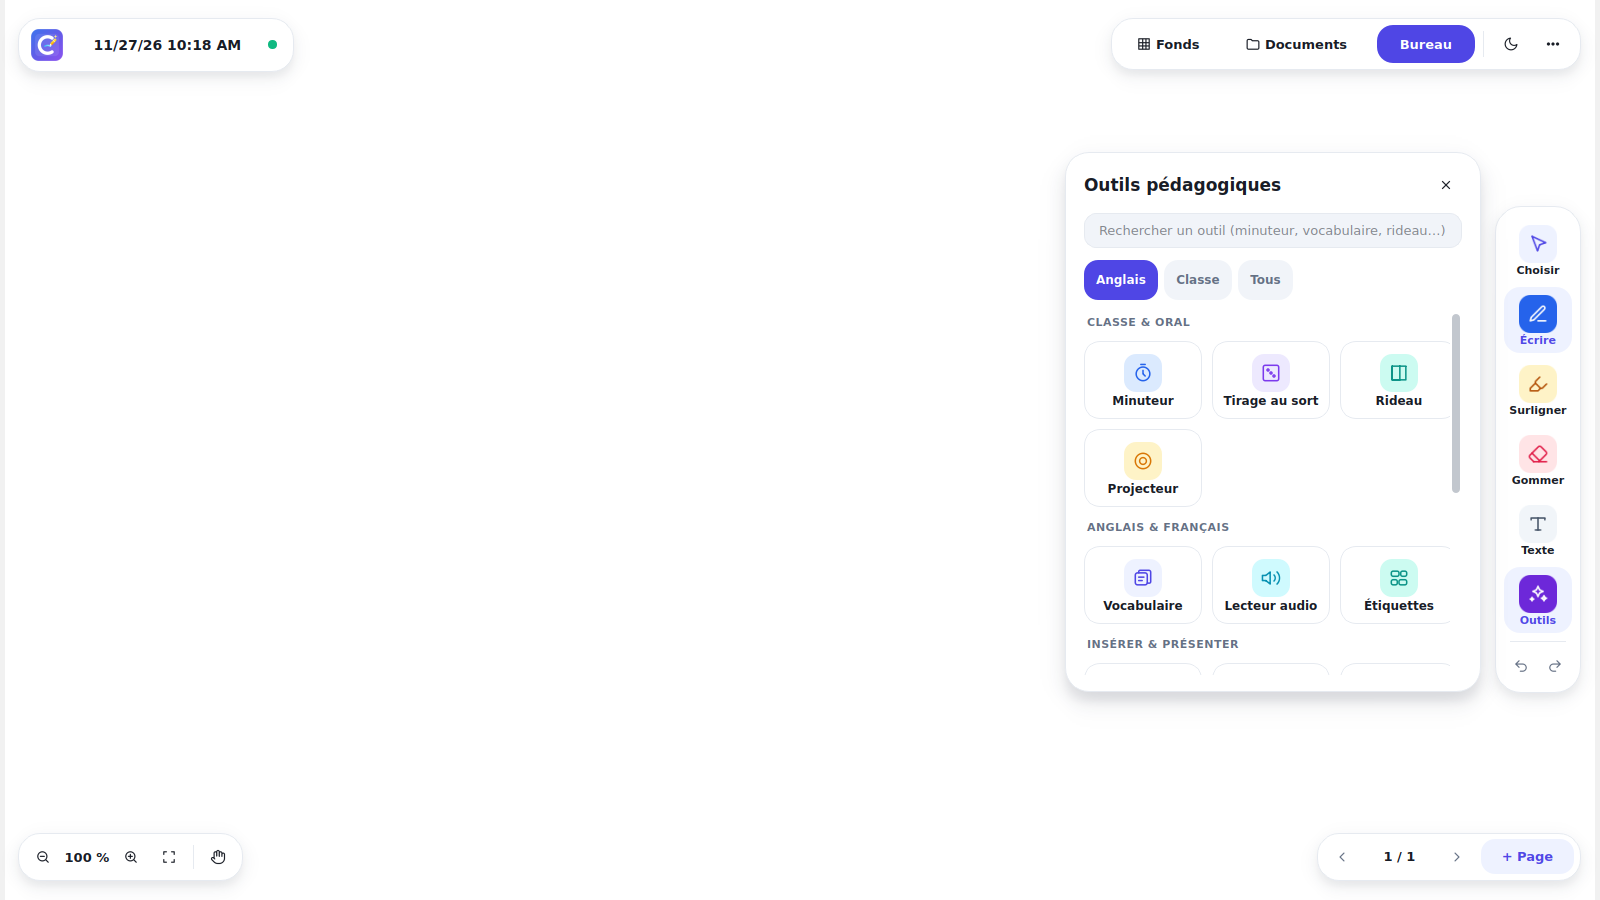 11/27/26 10:18 AM
Fonds
Documents
Bureau
Outils pédagogiques
Rechercher un outil (minuteur, vocabulaire, rideau...)
Anglais
Classe
Tous
CLASSE & ORAL
Minuteur
Tirage au sort
Rideau
Projecteur
ANGLAIS & FRANÇAIS
Vocabulaire
Lecteur audio
Étiquettes
INSÉRER & PRÉSENTER
Choisir
Écrire
Surligner
Gommer
Texte
Outils
100 %
1 / 1
+ Page